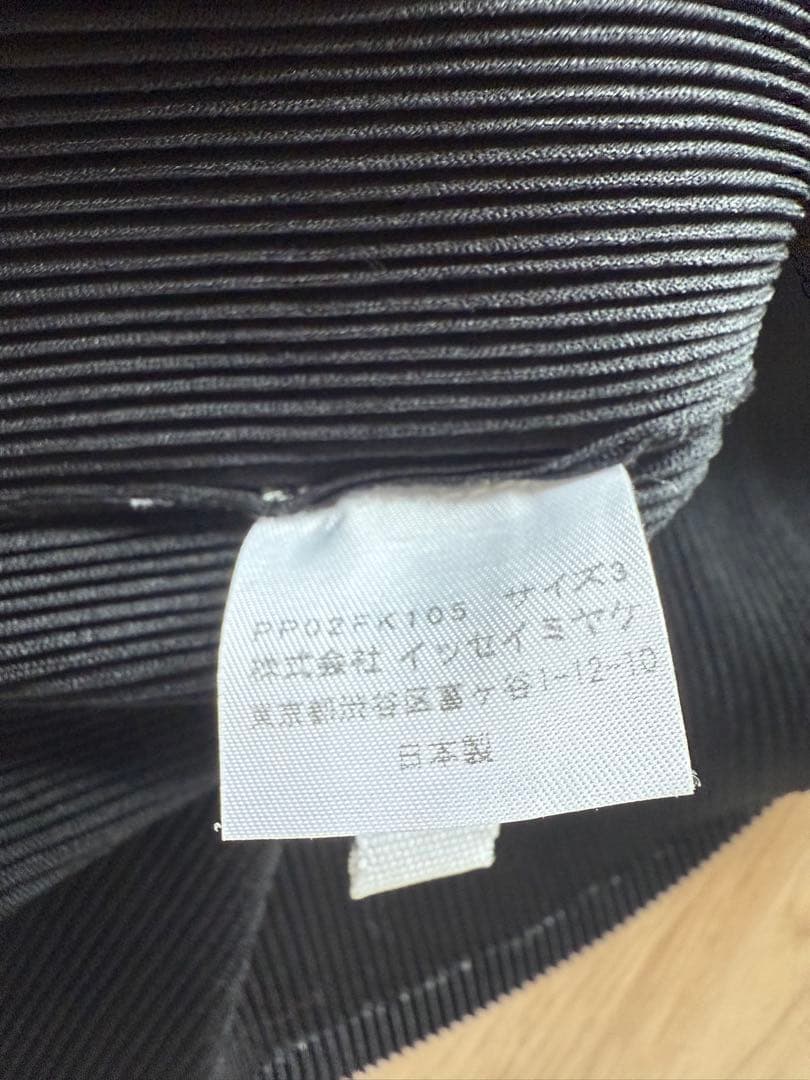 PP02FK105 サイズ3
株式会社 イッセイミヤケ
東京都渋谷区富ケ谷1-12-10
日本製